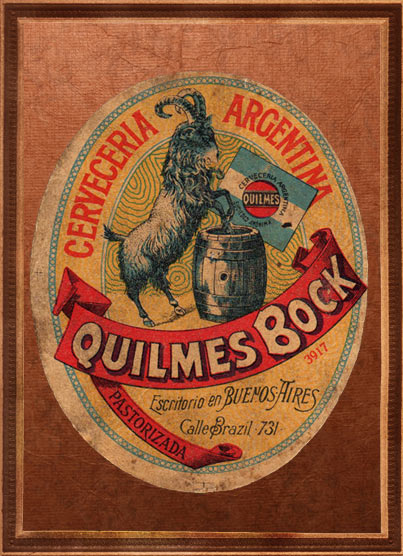 CERVECERIA ARGENTINA
CERVECERIA ARGENTINA
QUILMES
QUILMES BOCK
3917
PASTORIZADA
Escritorio en BUENOS AIRES
Calle Brazil · 731